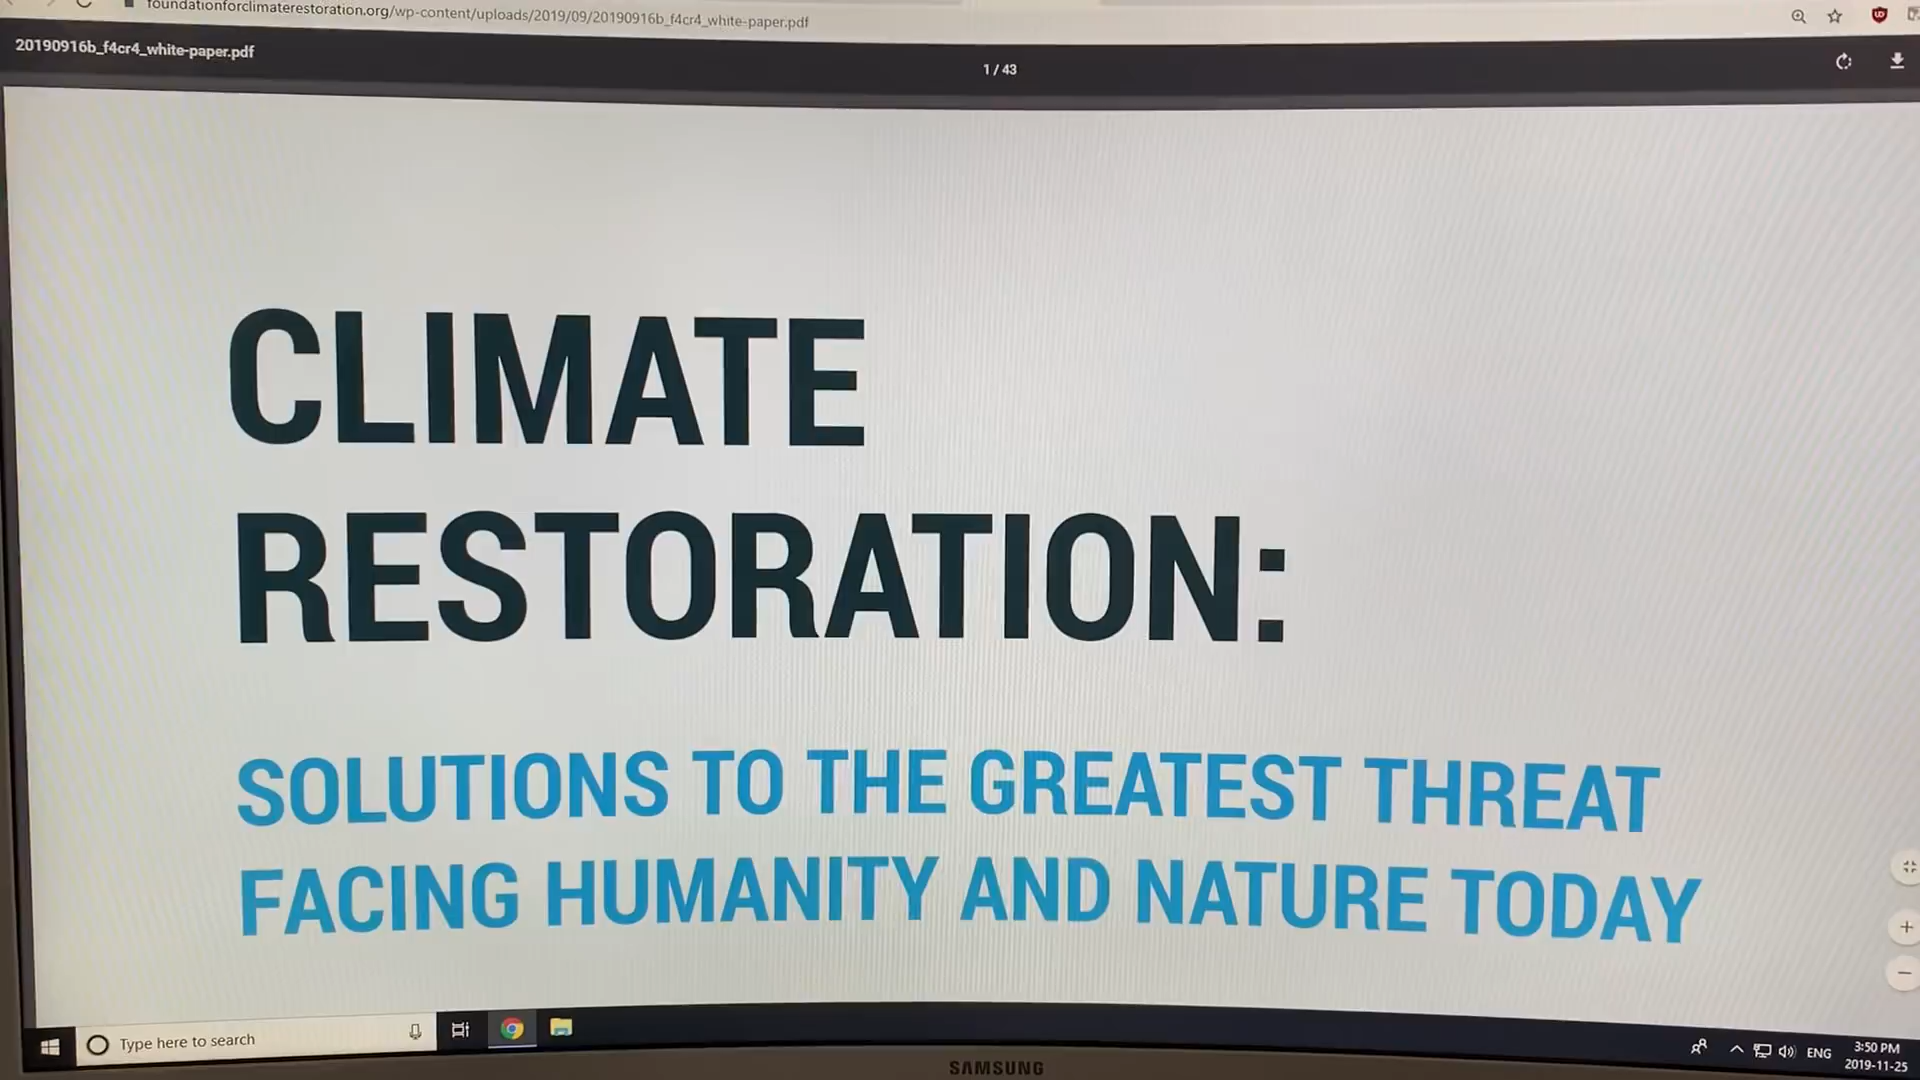 foundationforclimaterestoration.org/wp-content/uploads/2019/09/20190916b_f4cr4_white-paper.pdf
20190916b_f4cr4_white-paper.pdf
1 / 43
CLIMATE
RESTORATION:
SOLUTIONS TO THE GREATEST THREAT
FACING HUMANITY AND NATURE TODAY
Type here to search
ENG
3:50 PM
2019-11-25
SAMSUNG